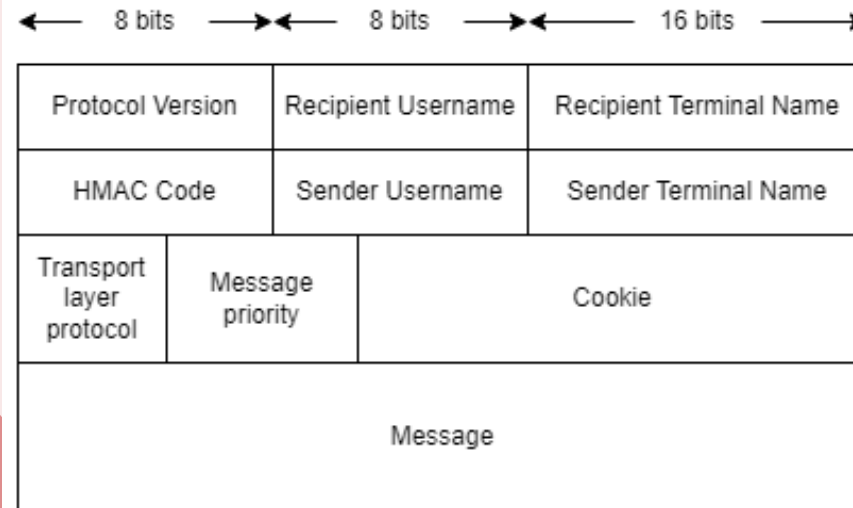 8 bits 8 bits 16 bits
Protocol Version Recipient Username Recipient Terminal Name
HMAC Code Sender Username Sender Terminal Name
Transport
layer
protocol
Message
priority
Cookie
Message